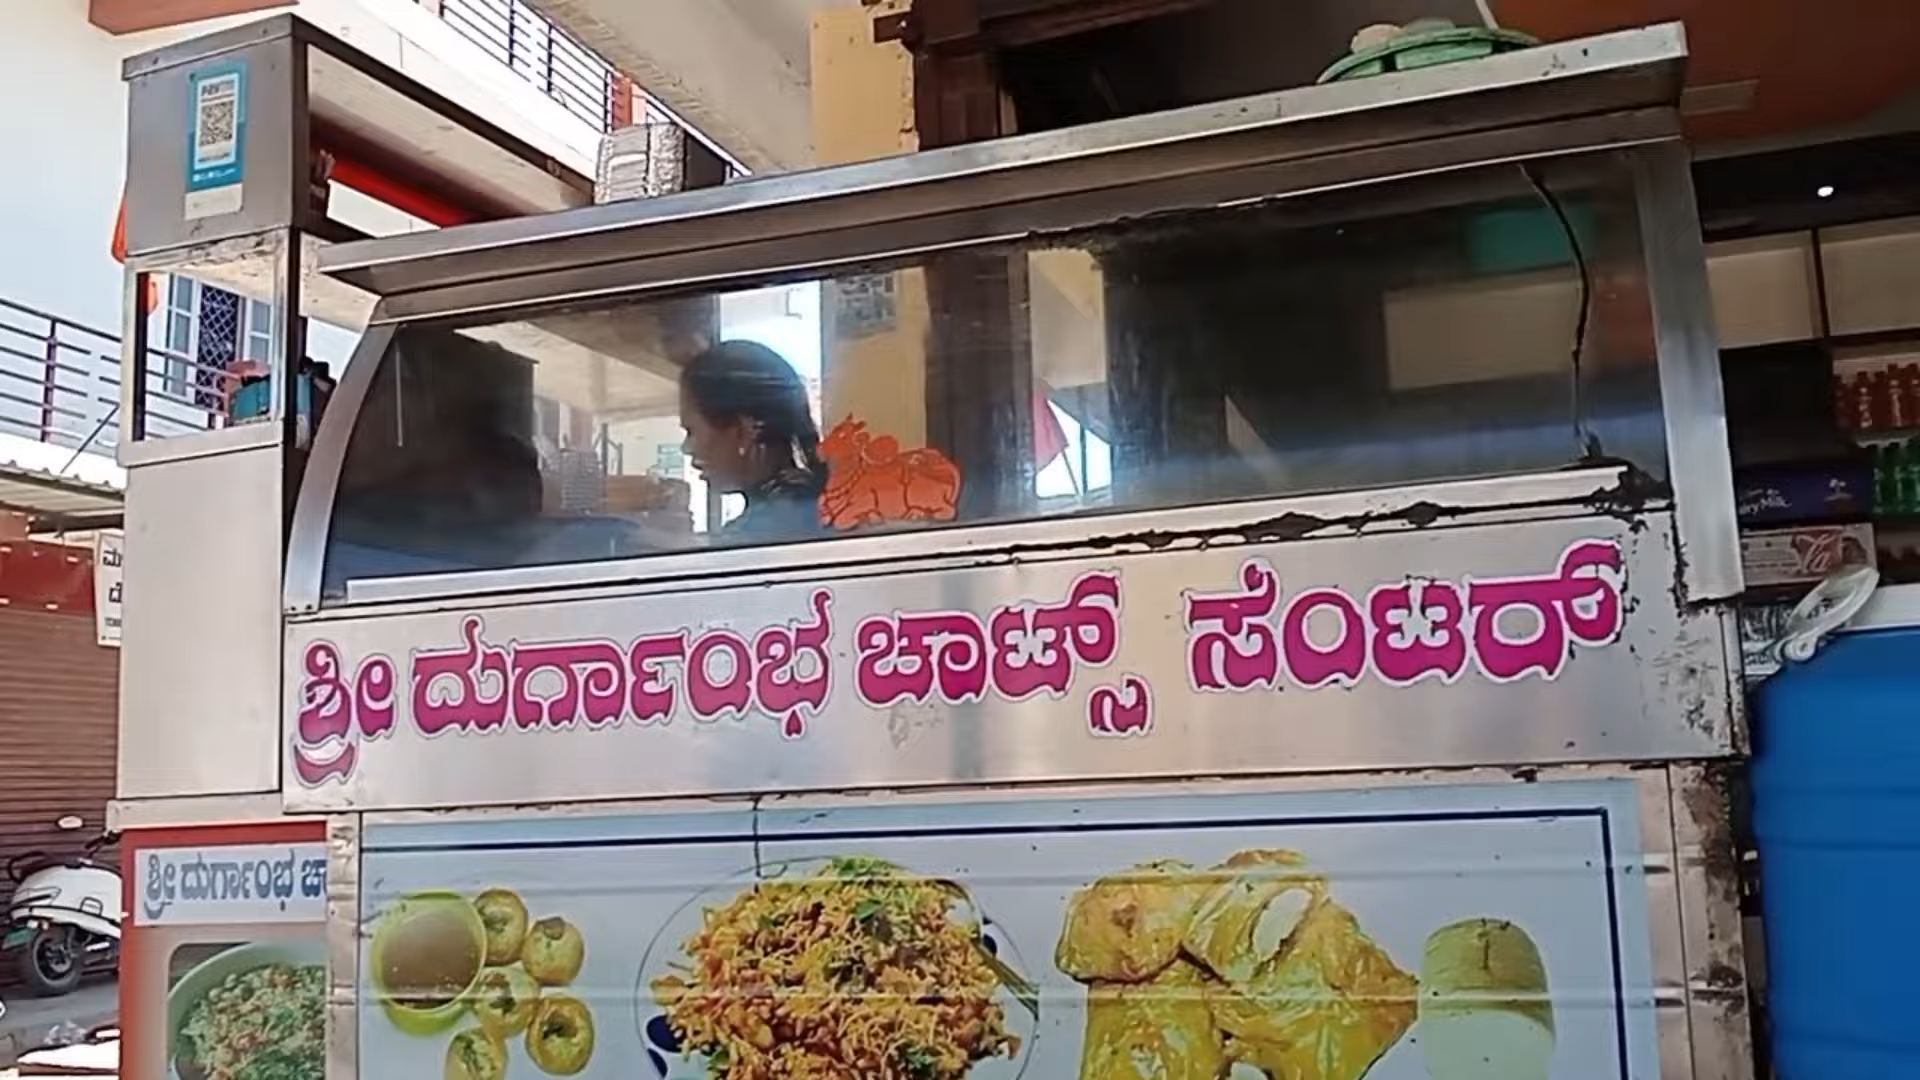 ಶ್ರೀ ದುರ್ಗಾಂಭ ಚಾಟ್ಸ್ ಸೆಂಟರ್
ಶ್ರೀ ದುರ್ಗಾಂಭ ಚಾ